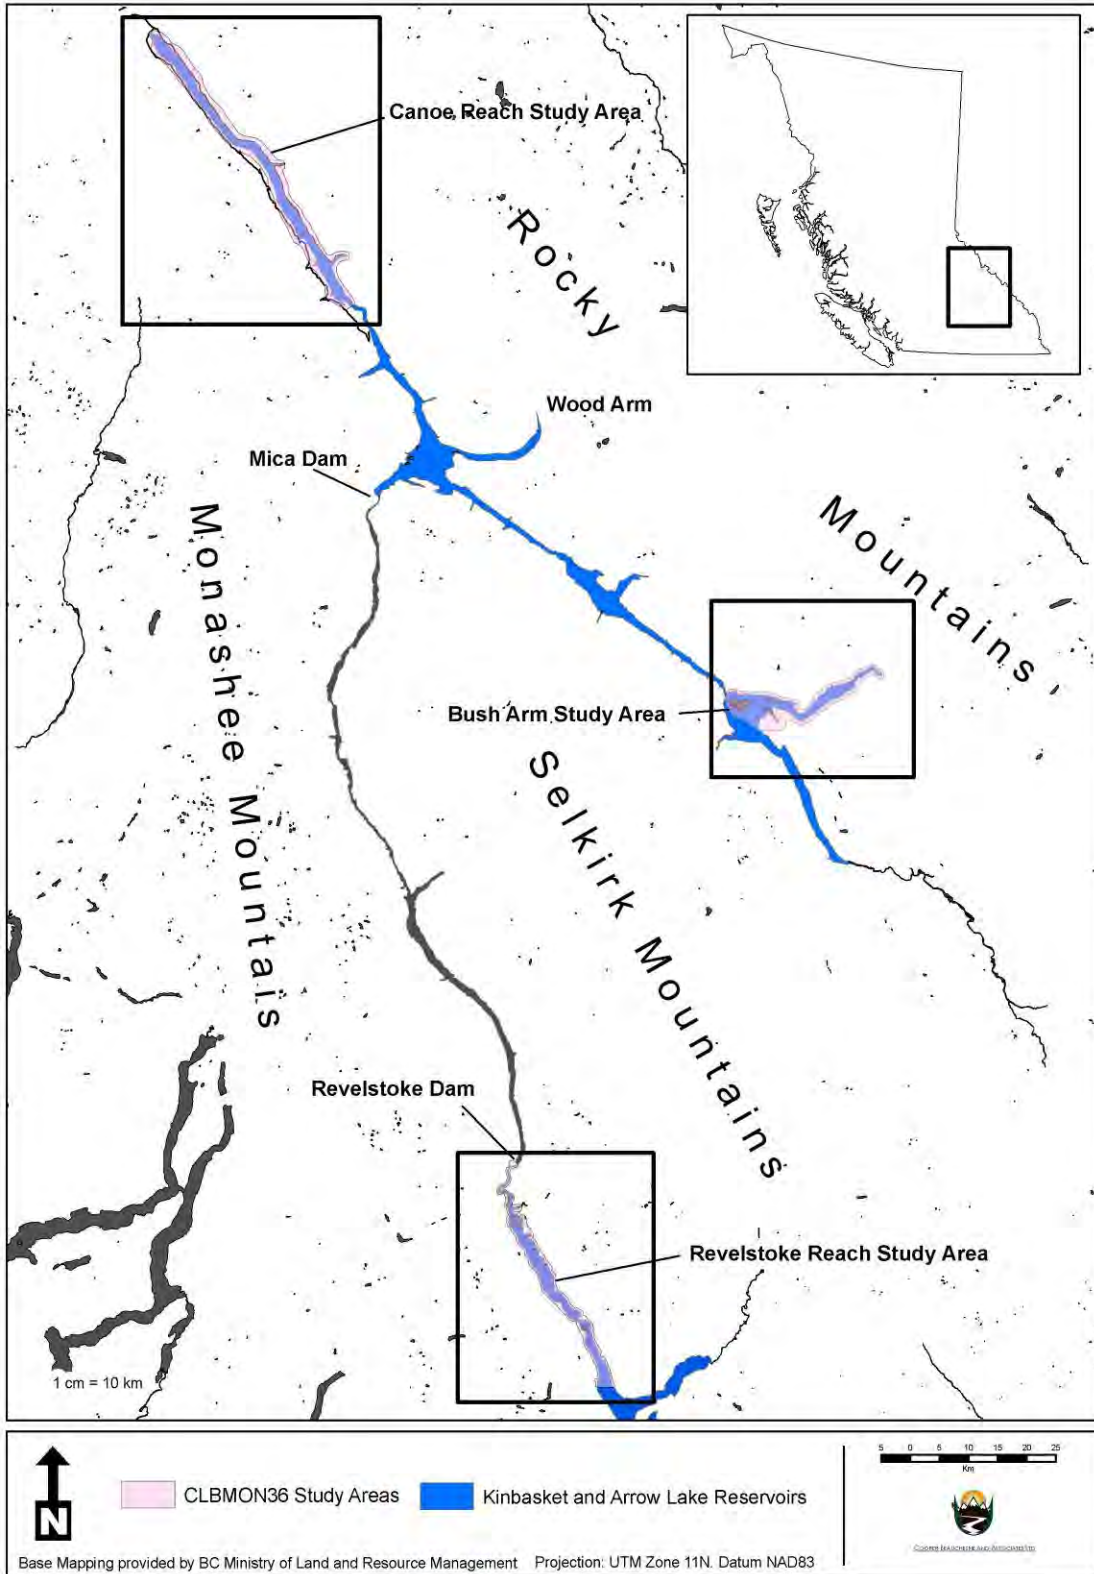 Canoe Reach Study Area
Rocky
Wood Arm
Mica Dam
Mountains
Monashee Mountais
Bush Arm Study Area
Selkirk Mountains
Revelstoke Dam
Revelstoke Reach Study Area
1 cm = 10 km
N
CLBMON36 Study Areas
Kinbasket and Arrow Lake Reservoirs
5 0 5 10 15 20 25
Km
Base Mapping provided by BC Ministry of Land and Resource Management Projection: UTM Zone 11N. Datum NAD83